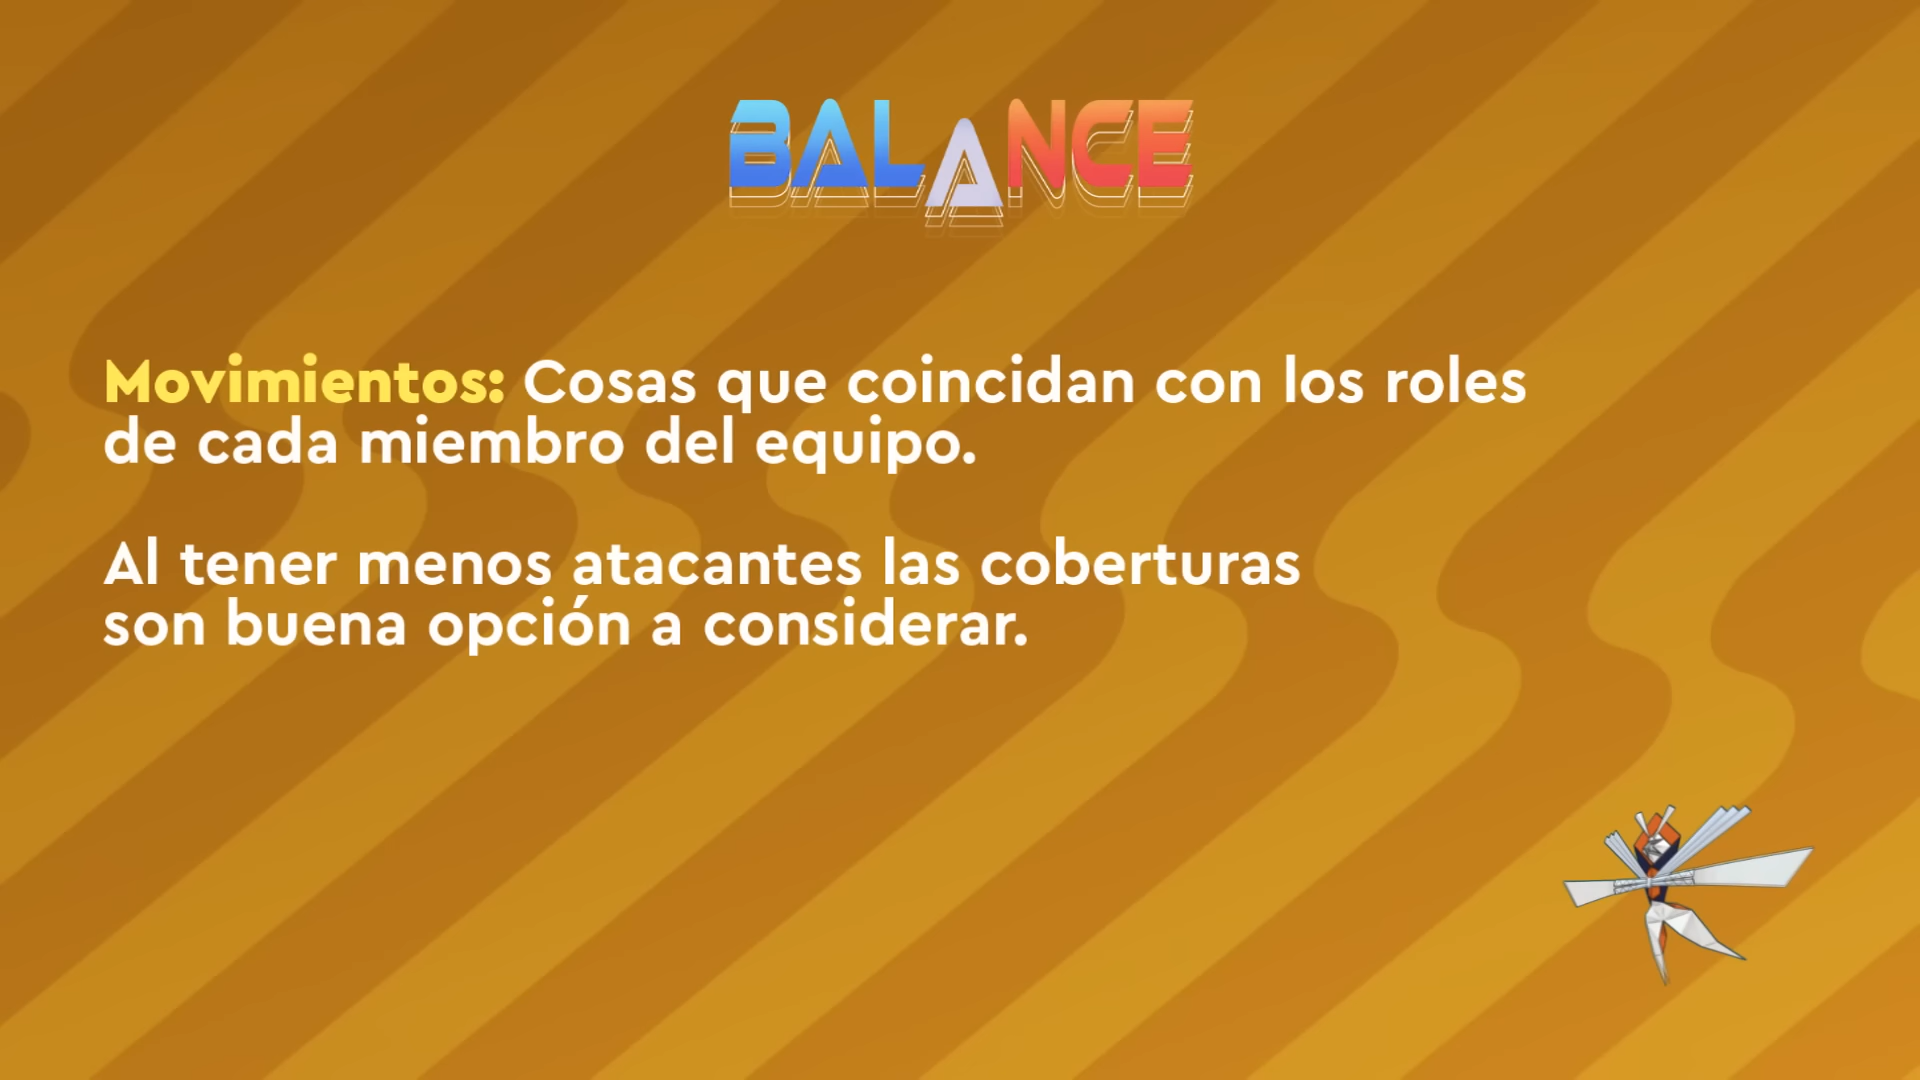 BALANCE
Movimientos: Cosas que coincidan con los roles
de cada miembro del equipo.
Al tener menos atacantes las coberturas
son buena opción a considerar.